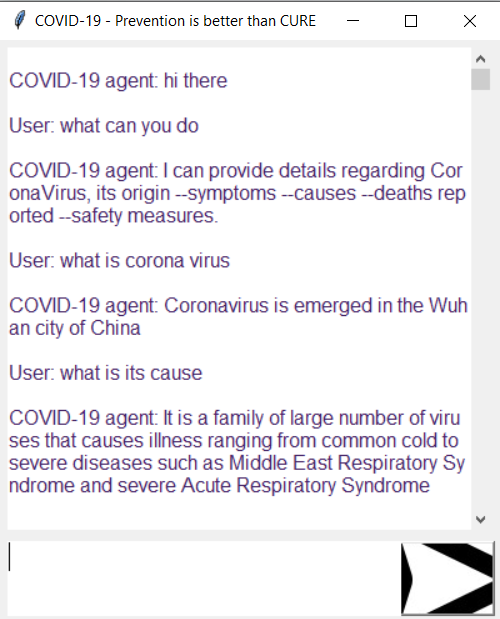 COVID-19 - Prevention is better than CURE
COVID-19 agent: hi there
User: what can you do
COVID-19 agent: I can provide details regarding Cor
onaVirus, its origin --symptoms --causes --deaths rep
orted --safety measures.
User: what is corona virus
COVID-19 agent: Coronavirus is emerged in the Wuh
an city of China
User: what is its cause
COVID-19 agent: It is a family of large number of viru
ses that causes illness ranging from common cold to
severe diseases such as Middle East Respiratory Sy
ndrome and severe Acute Respiratory Syndrome